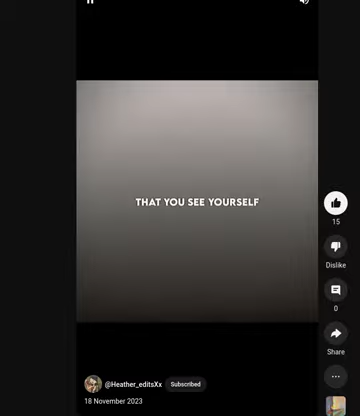 THAT YOU SEE YOURSELF
15
Dislike
0
Share
@Heather_editsXx Subscribed
18 November 2023